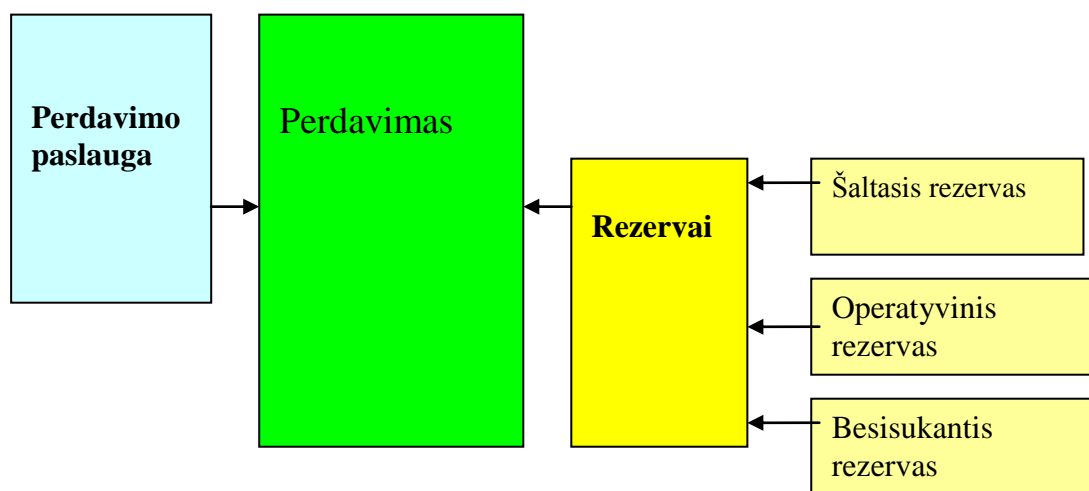 Perdavimo
paslauga
Perdavimas
Rezervai
Šaltasis rezervas
Operatyvinis
rezervas
Besisukantis
rezervas